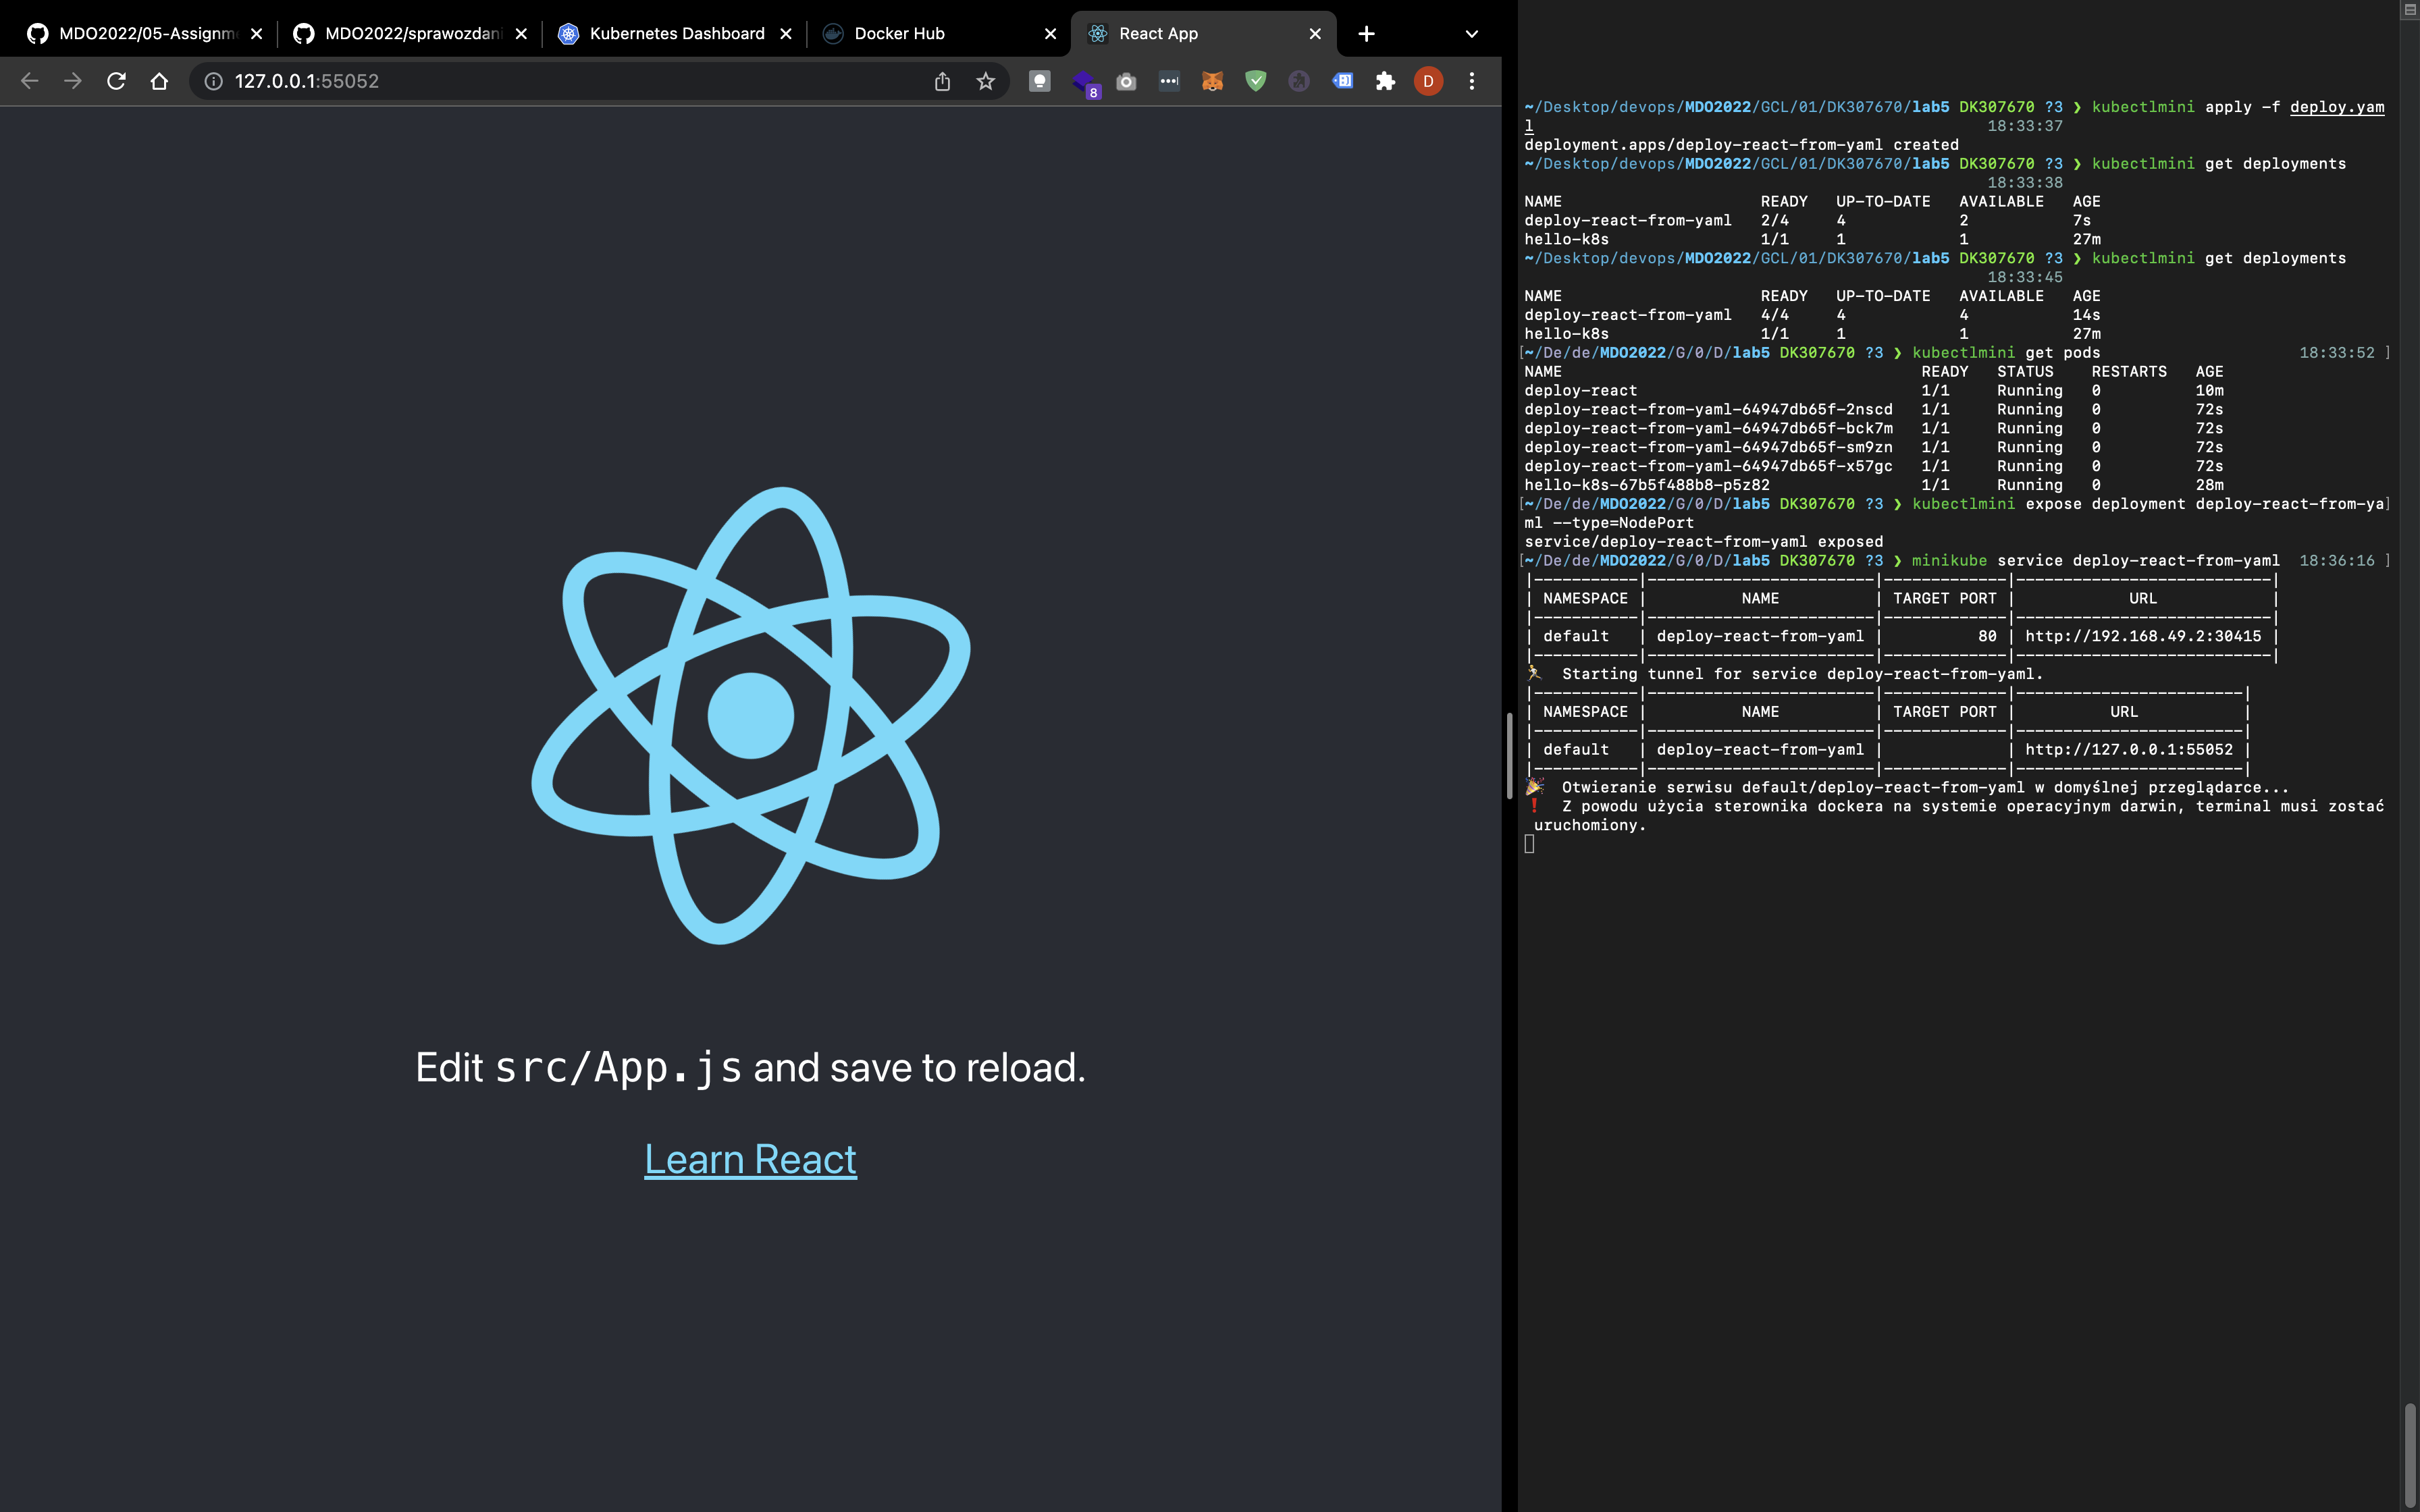 MDO2022/05-Assignm
MDO2022/sprawozdani
Kubernetes Dashboard
Docker Hub
React App
127.0.0.1:55052
8
D
Edit src/App.js and save to reload.
Learn React
~/Desktop/devops/MDO2022/GCL/01/DK307670/lab5 DK307670 ?3 ❯ kubectlmini apply -f deploy.yam
l 18:33:37
deployment.apps/deploy-react-from-yaml created
~/Desktop/devops/MDO2022/GCL/01/DK307670/lab5 DK307670 ?3 ❯ kubectlmini get deployments
18:33:38
NAME READY UP-TO-DATE AVAILABLE AGE
deploy-react-from-yaml 2/4 4 2 7s
hello-k8s 1/1 1 1 27m
~/Desktop/devops/MDO2022/GCL/01/DK307670/lab5 DK307670 ?3 ❯ kubectlmini get deployments
18:33:45
NAME READY UP-TO-DATE AVAILABLE AGE
deploy-react-from-yaml 4/4 4 4 14s
hello-k8s 1/1 1 1 27m
[~/De/de/MDO2022/G/0/D/lab5 DK307670 ?3 ❯ kubectlmini get pods 18:33:52 ]
NAME READY STATUS RESTARTS AGE
deploy-react 1/1 Running 0 10m
deploy-react-from-yaml-64947db65f-2nscd 1/1 Running 0 72s
deploy-react-from-yaml-64947db65f-bck7m 1/1 Running 0 72s
deploy-react-from-yaml-64947db65f-sm9zn 1/1 Running 0 72s
deploy-react-from-yaml-64947db65f-x57gc 1/1 Running 0 72s
hello-k8s-67b5f488b8-p5z82 1/1 Running 0 28m
[~/De/de/MDO2022/G/0/D/lab5 DK307670 ?3 ❯ kubectlmini expose deployment deploy-react-from-ya]
ml --type=NodePort
service/deploy-react-from-yaml exposed
[~/De/de/MDO2022/G/0/D/lab5 DK307670 ?3 ❯ minikube service deploy-react-from-yaml 18:36:16 ]
|-----------|------------------------|-------------|---------------------------|
| NAMESPACE | NAME | TARGET PORT | URL |
|-----------|------------------------|-------------|---------------------------|
| default | deploy-react-from-yaml | 80 | http://192.168.49.2:30415 |
|-----------|------------------------|-------------|---------------------------|
🏃 Starting tunnel for service deploy-react-from-yaml.
|-----------|------------------------|-------------|------------------------|
| NAMESPACE | NAME | TARGET PORT | URL |
|-----------|------------------------|-------------|------------------------|
| default | deploy-react-from-yaml | | http://127.0.0.1:55052 |
|-----------|------------------------|-------------|------------------------|
🎉 Otwieranie serwisu default/deploy-react-from-yaml w domyślnej przeglądarce...
❗ Z powodu użycia sterownika dockera na systemie operacyjnym darwin, terminal musi zostać
uruchomiony.